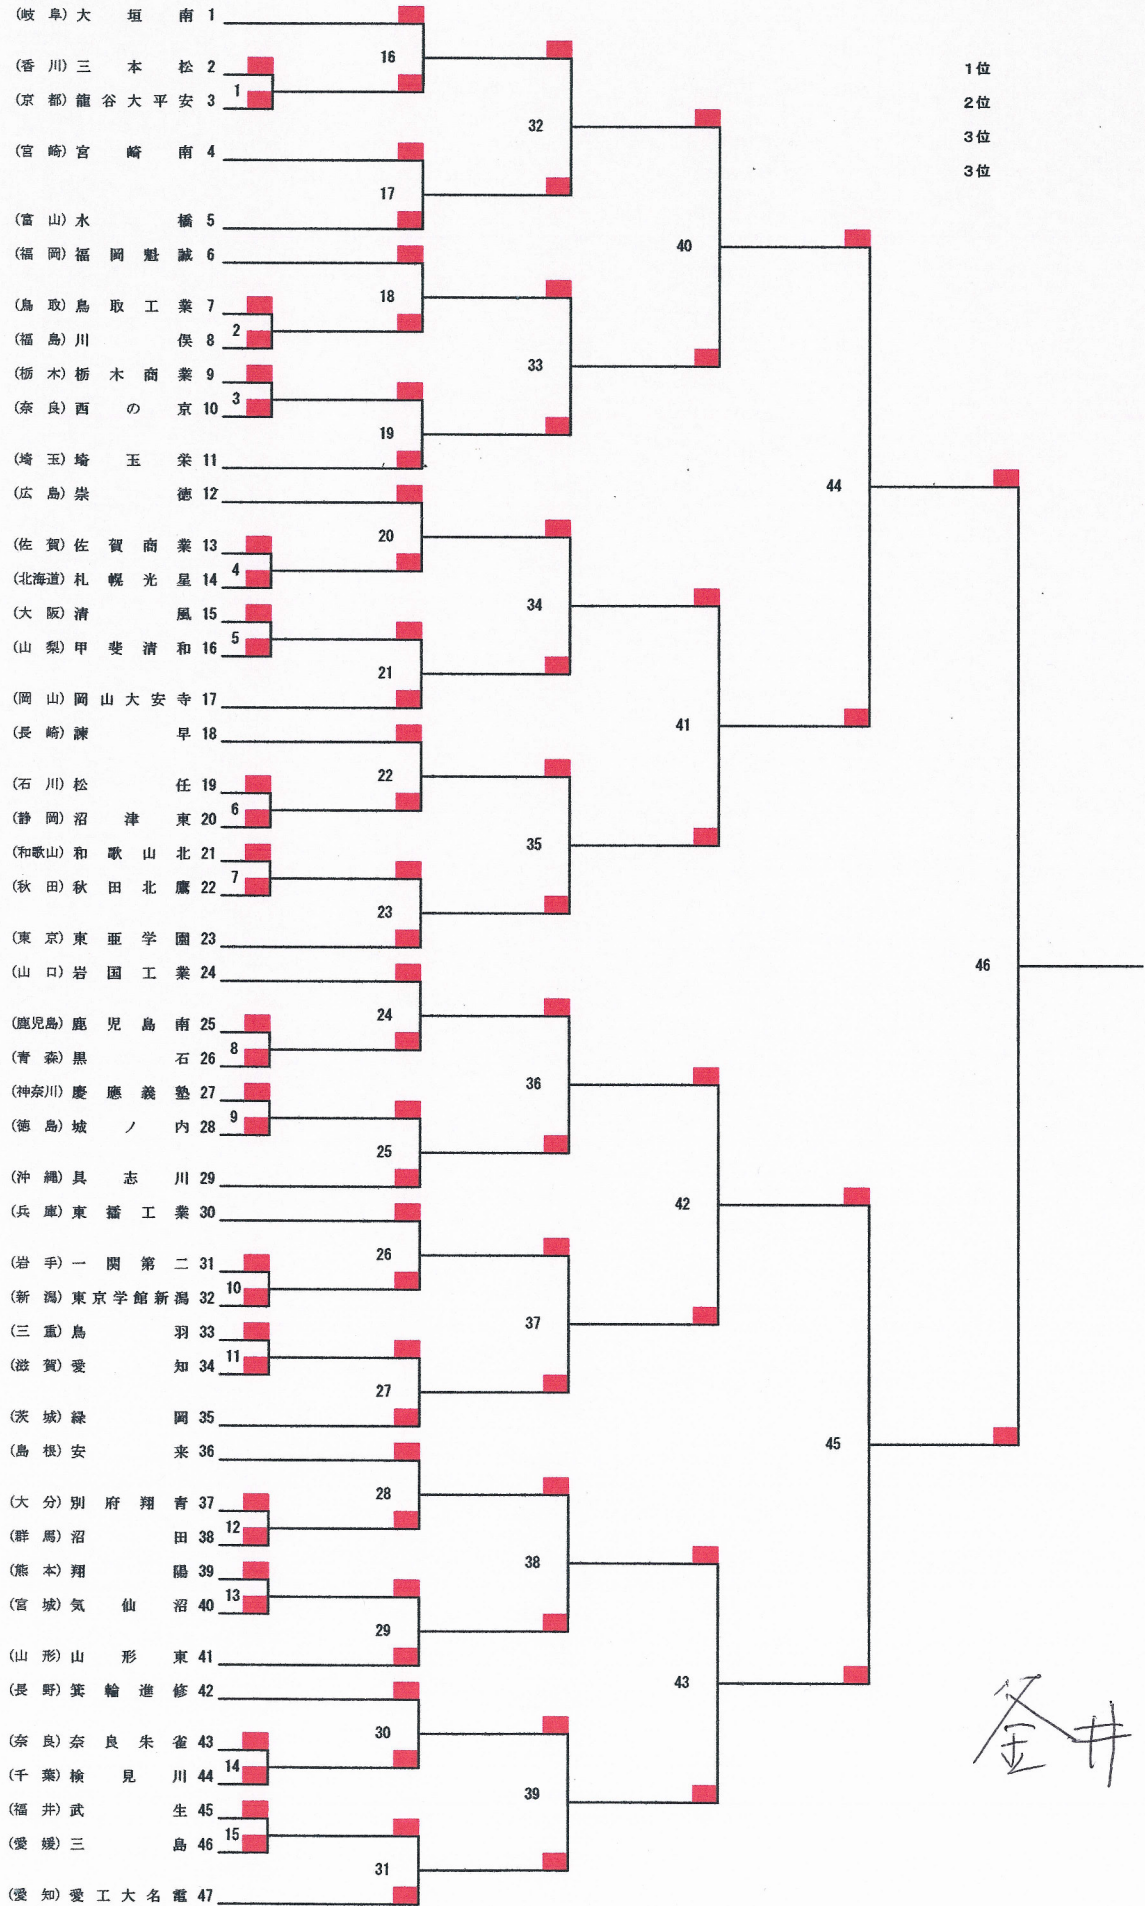 (岐阜) 大垣南 1
16
(香川) 三本松 2
1
(京都) 龍谷大平安 3
32
(宮崎) 宮崎南 4
17
(富山) 水橋 5
40
(福岡) 福岡魁誠 6
18
(鳥取) 鳥取工業 7
2
(福島) 川俣 8
33
(栃木) 栃木商業 9
3
(奈良) 西の京 10
19
(埼玉) 埼玉栄 11
44
(広島) 崇徳 12
20
(佐賀) 佐賀商業 13
4
(北海道) 札幌光星 14
34
(大阪) 清風 15
5
(山梨) 甲斐清和 16
21
(岡山) 岡山大安寺 17
41
(長崎) 諫早 18
22
(石川) 松任 19
6
(静岡) 沼津東 20
35
(和歌山) 和歌山北 21
7
(秋田) 秋田北鷹 22
23
(東京) 東亜学園 23
46
(山口) 岩国工業 24
24
(鹿児島) 鹿児島南 25
8
(青森) 黒石 26
36
(神奈川) 慶應義塾 27
9
(徳島) 城ノ内 28
25
(沖縄) 具志川 29
42
(兵庫) 東播工業 30
26
(岩手) 一関第二 31
10
(新潟) 東京学館新潟 32
37
(三重) 鳥羽 33
11
(滋賀) 愛知 34
27
(茨城) 緑岡 35
45
(島根) 安来 36
28
(大分) 別府翔青 37
12
(群馬) 沼田 38
38
(熊本) 翔陽 39
13
(宮城) 気仙沼 40
29
(山形) 山形東 41
43
(長野) 箕輪進修 42
30
(奈良) 奈良朱雀 43
14
(千葉) 検見川 44
39
(福井) 武生 45
15
(愛媛) 三島 46
31
(愛知) 愛工大名電 47
1位
2位
3位
3位
釜井